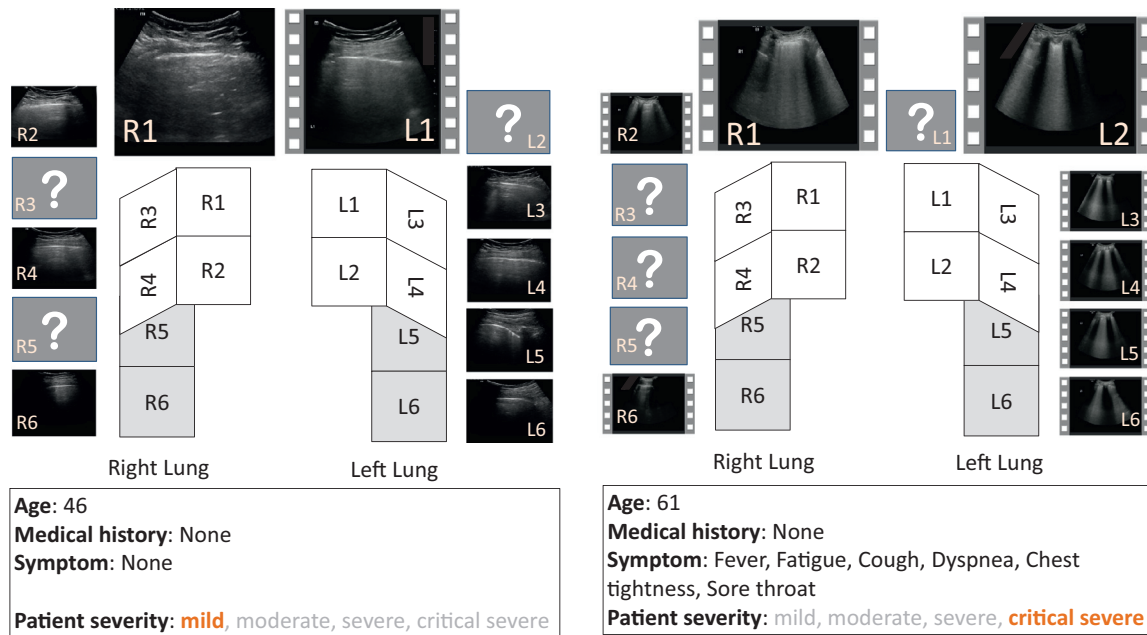 R1
L1
R2
? L2
? R3
L3
R4
L4
? R5
L5
R6
L6
R3
R1
L1
L3
R4
R2
L2
L4
R5
L5
R6
L6
Right Lung
Left Lung
Age: 46
Medical history: None
Symptom: None
Patient severity: mild, moderate, severe, critical severe
R1
L2
R2
? L1
? R3
L3
? R4
L4
? R5
L5
R6
L6
R3
R1
L1
L3
R4
R2
L2
L4
R5
L5
R6
L6
Right Lung
Left Lung
Age: 61
Medical history: None
Symptom: Fever, Fatigue, Cough, Dyspnea, Chest
tightness, Sore throat
Patient severity: mild, moderate, severe, critical severe